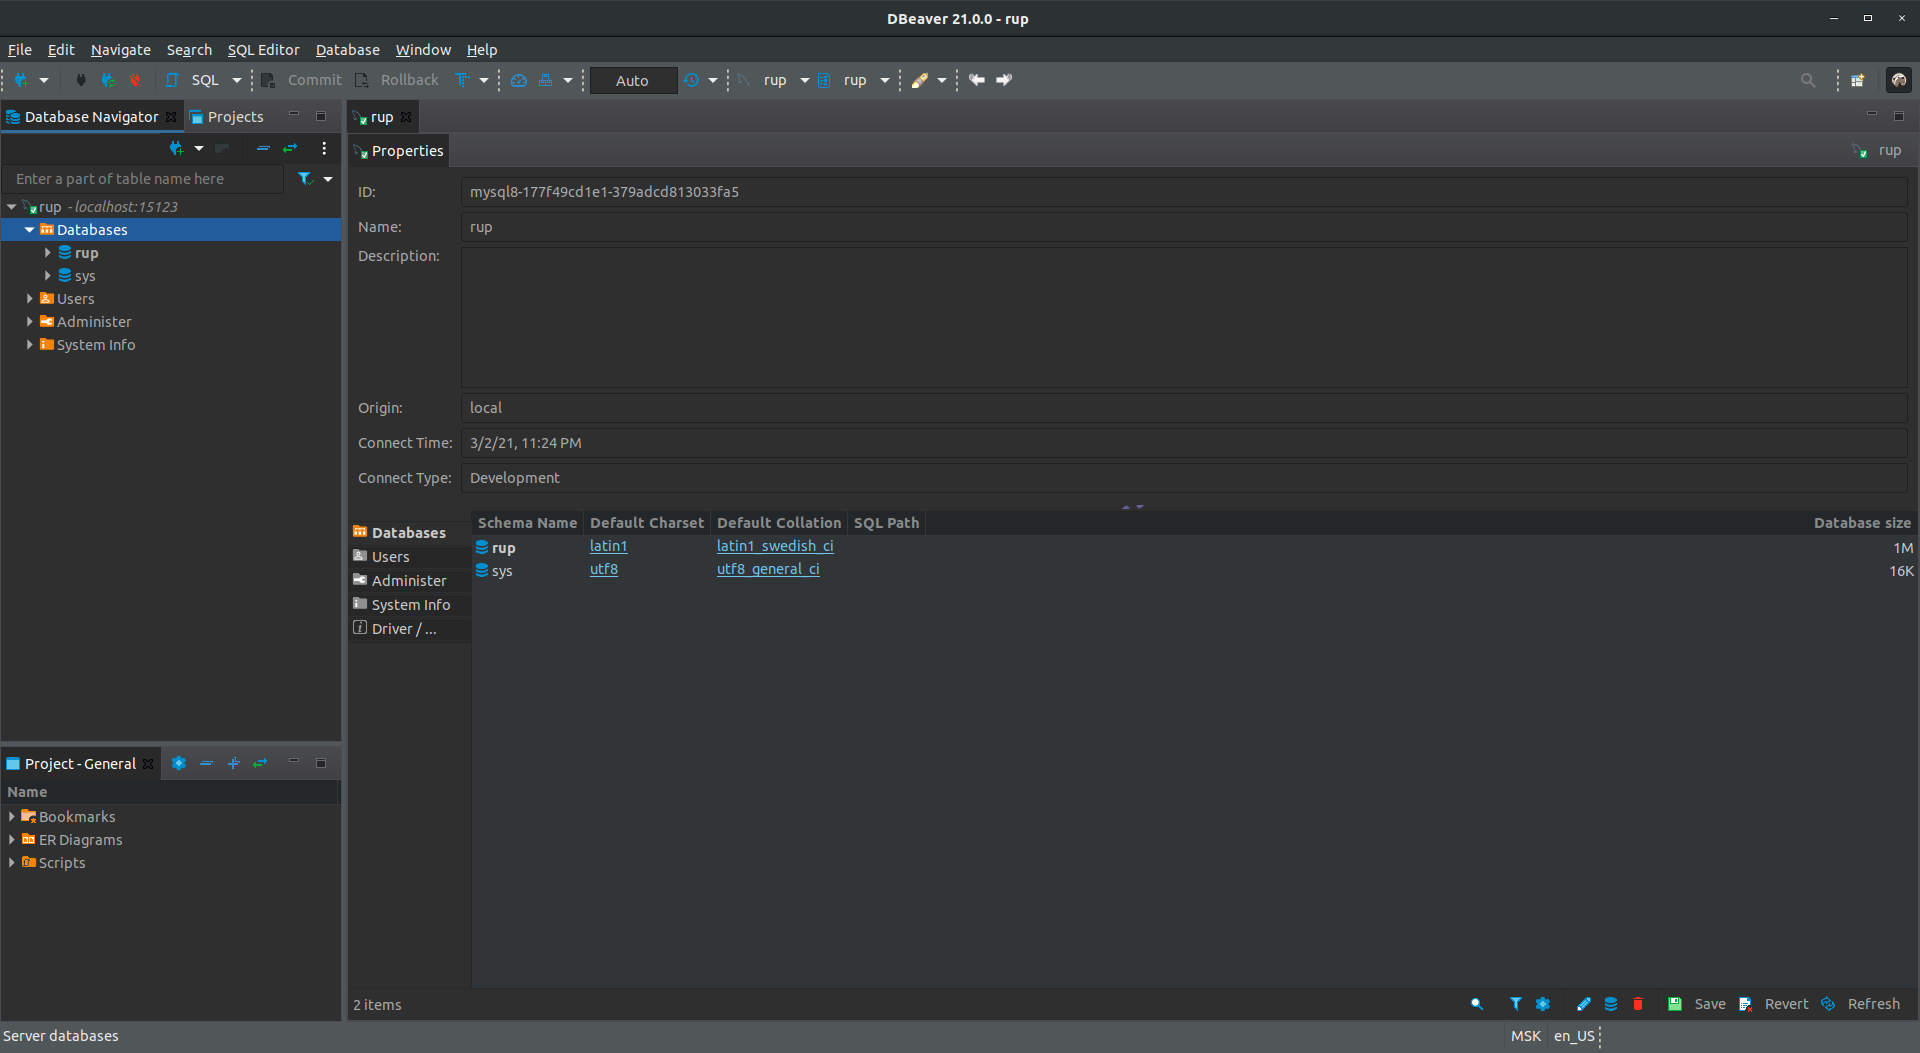 DBeaver 21.0.0 - rup
File Edit Navigate Search SQL Editor Database Window Help
SQL Commit Rollback Auto rup rup
Database Navigator Projects
Enter a part of table name here
rup - localhost:15123
Databases
rup
sys
Users
Administer
System Info
Project - General
Name
Bookmarks
ER Diagrams
Scripts
rup
Properties rup
ID: mysql8-177f49cd1e1-379adcd813033fa5
Name: rup
Description:
Origin: local
Connect Time: 3/2/21, 11:24 PM
Connect Type: Development
Databases
Users
Administer
System Info
Driver / ...
Schema Name Default Charset Default Collation SQL Path Database size
rup latin1 latin1_swedish_ci 1M
sys utf8 utf8_general_ci 16K
2 items Save Revert Refresh
Server databases MSK en_US